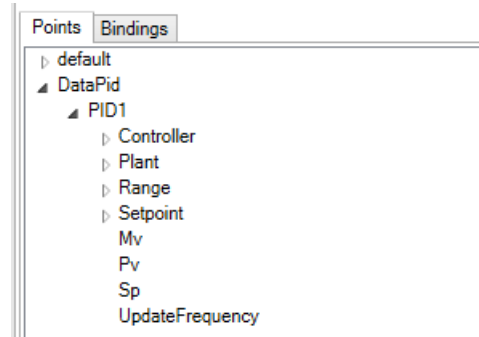 Points Bindings
default
DataPid
PID1
Controller
Plant
Range
Setpoint
Mv
Pv
Sp
UpdateFrequency